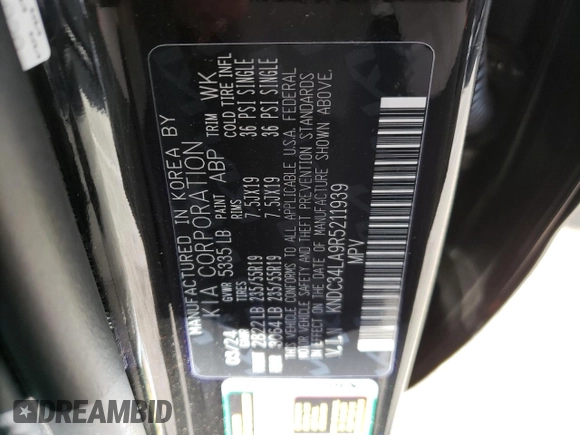 MANUFACTURED IN KOREA BY
KIA CORPORATION
03/24 GVWR 5335 LB PAINT ABP TRIM WK
GAWR TIRES RIMS COLD TIRE INFL
2822 LB 235/55R19 7.5JX19 36 PSI SINGLE
3064 LB 235/55R19 7.5JX19 36 PSI SINGLE
THIS VEHICLE CONFORMS TO ALL APPLICABLE U.S.A. FEDERAL
MOTOR VEHICLE SAFETY AND THEFT PREVENTION STANDARDS
IN EFFECT ON THE DATE OF MANUFACTURE SHOWN ABOVE.
V.I.N KNDC34LA9R5211939
MPV
DREAMBID